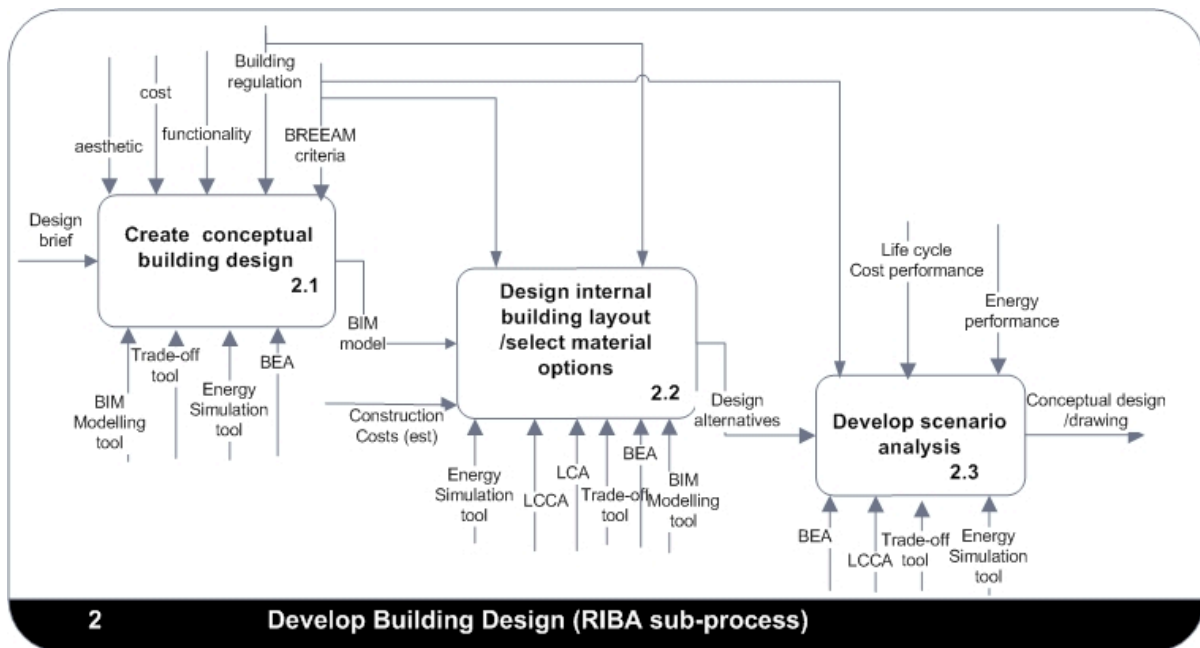 Building
regulation
cost
functionality
aesthetic
BREEAM
criteria
Design
brief
Create conceptual
building design
2.1
BIM
model
Trade-off
tool
BEA
BIM
Modelling
tool
Energy
Simulation
tool
Design internal
building layout
/select material
options
2.2
Construction
Costs (est)
Energy
Simulation
tool
LCCA
LCA
Trade-off
tool
BEA
BIM
Modelling
tool
Design
alternatives
Life cycle
Cost performance
Energy
performance
Develop scenario
analysis
2.3
Conceptual design
/drawing
BEA
LCCA
Trade-off
tool
Energy
Simulation
tool
2 Develop Building Design (RIBA sub-process)